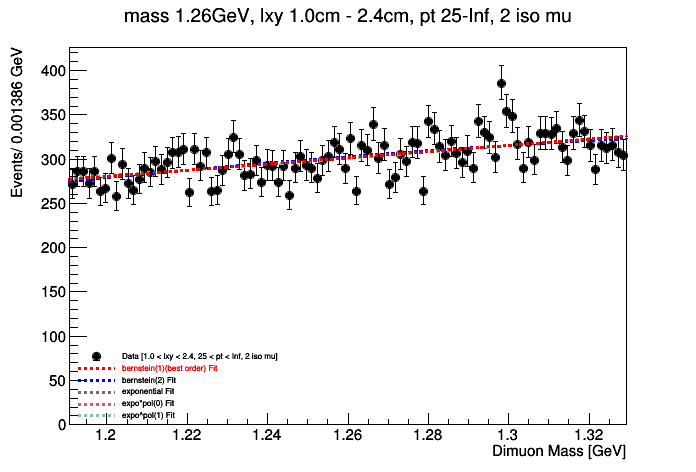 mass 1.26GeV, lxy 1.0cm - 2.4cm, pt 25-Inf, 2 iso mu
Events/ 0.001386 GeV
400
350
300
250
200
150
100
50
0
Data [1.0 < lxy < 2.4, 25 < pt < Inf, 2 iso mu]
bernstein(1)(best order) Fit
bernstein(2) Fit
exponential Fit
expo*pol(0) Fit
expo*pol(1) Fit
1.2 1.22 1.24 1.26 1.28 1.3 1.32
Dimuon Mass [GeV]